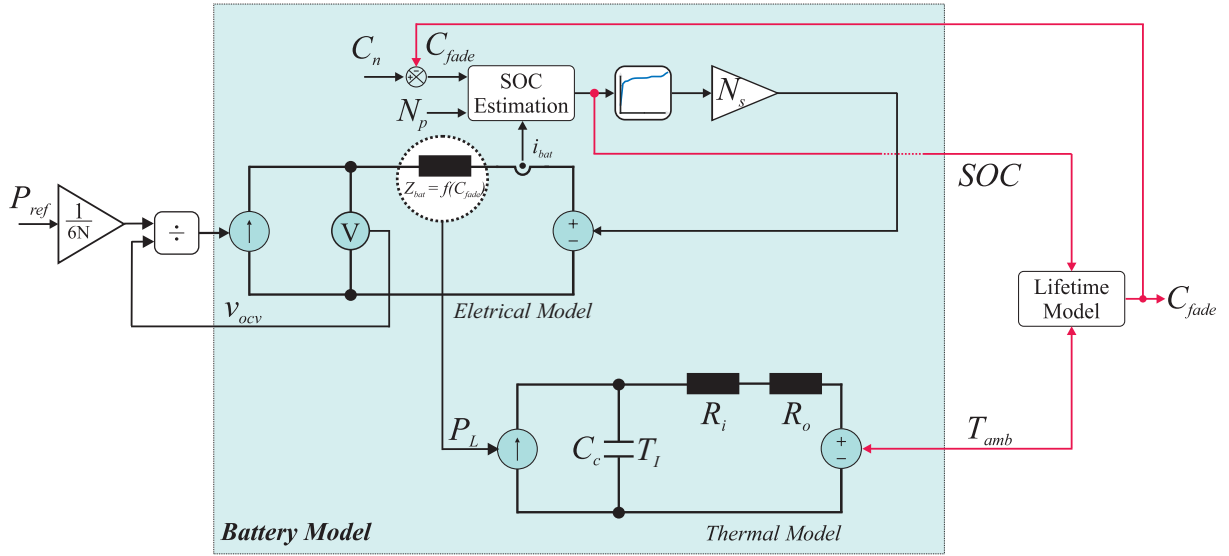 C_n
C_fade
SOC
Estimation
N_s
N_p
i_bat
Z_bat = f(C_fade)
SOC
P_ref
1
6N
÷
V
+
−
v_ocv
Eletrical Model
Lifetime
Model
C_fade
P_L
C_c
T_I
R_i
R_o
+
−
T_amb
Battery Model
Thermal Model